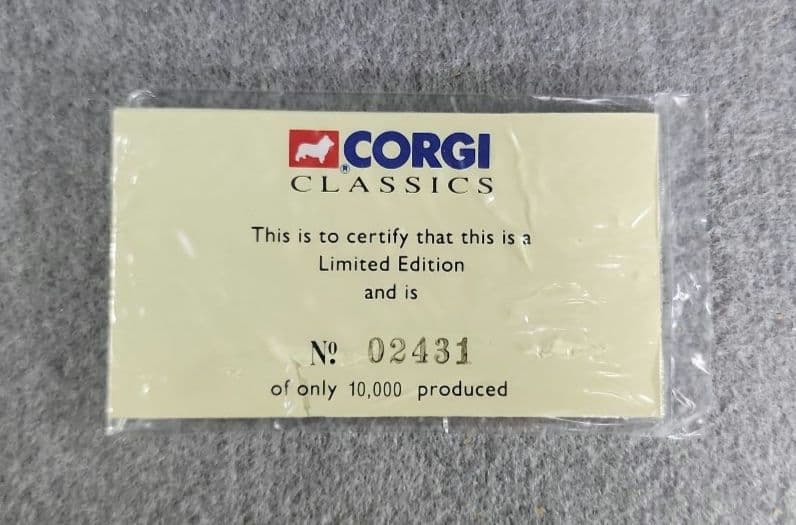 CORGI
®
CLASSICS
This is to certify that this is a
Limited Edition
and is
Nº 02431
of only 10,000 produced